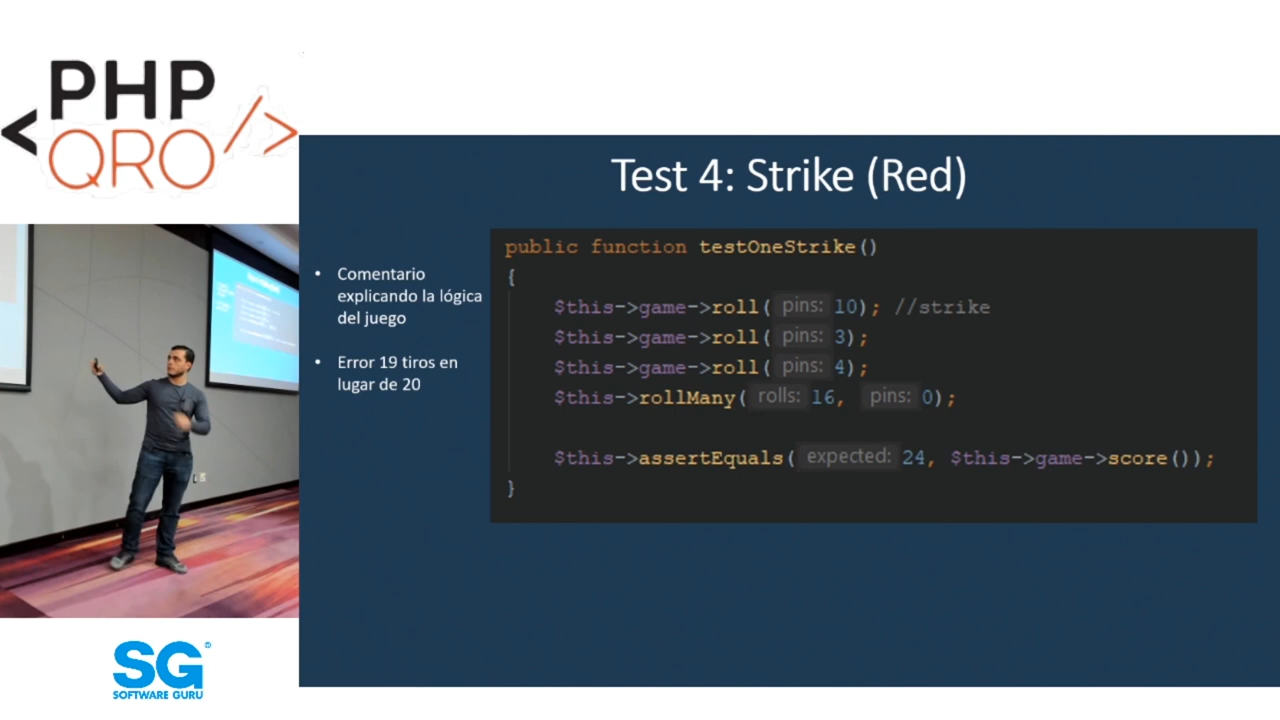 <PHP
QRO/>
Test 4: Strike (Red)
• Comentario
explicando la lógica
del juego
• Error 19 tiros en
lugar de 20
public function testOneStrike()
{
$this->game->roll( pins: 10); //strike
$this->game->roll( pins: 3);
$this->game->roll( pins: 4);
$this->rollMany( rolls: 16, pins: 0);
$this->assertEquals( expected: 24, $this->game->score());
}
SG®
SOFTWARE GURU